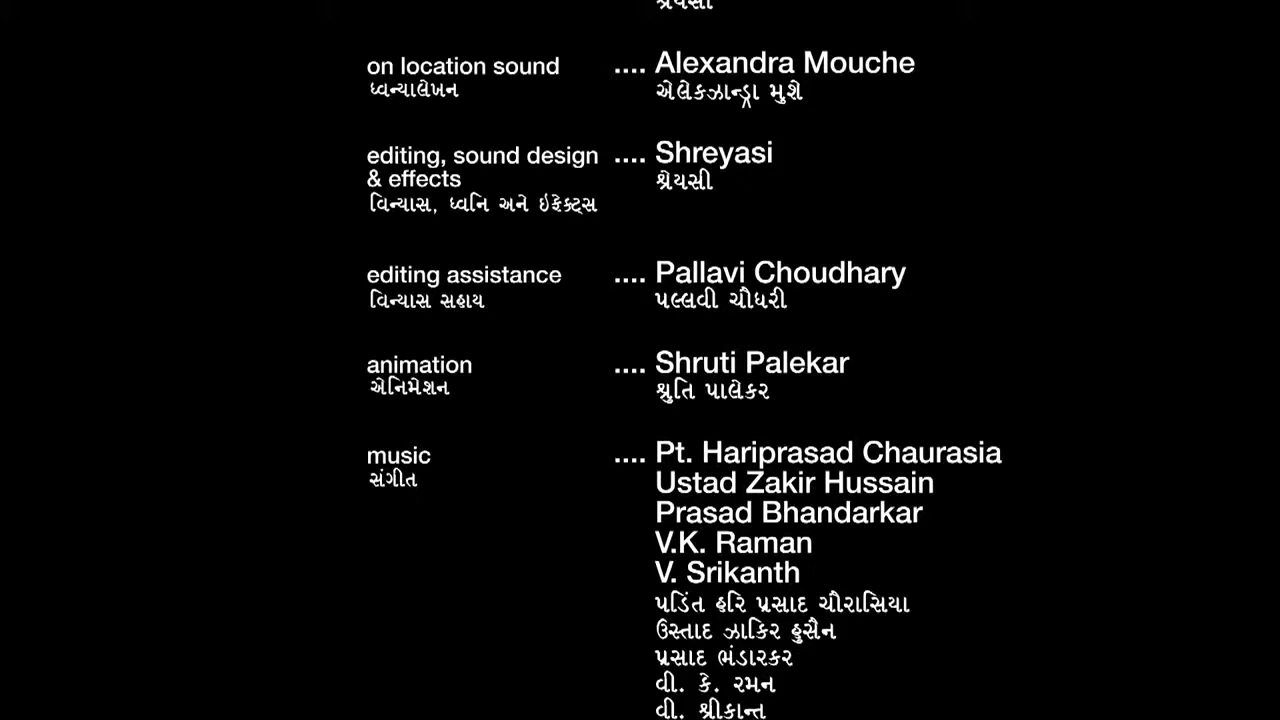 શ્રેયસી
on location sound .... Alexandra Mouche
ધ્વન્યાલેખન એલેકઝાન્ડ્રા મુશે
editing, sound design .... Shreyasi
& effects શ્રેયસી
વિન્યાસ, ધ્વનિ અને ઇફેક્ટ્સ
editing assistance .... Pallavi Choudhary
વિન્યાસ સહાય પલ્લવી ચૌધરી
animation .... Shruti Palekar
એનિમેશન શ્રુતિ પાલેકર
music .... Pt. Hariprasad Chaurasia
સંગીત Ustad Zakir Hussain
Prasad Bhandarkar
V.K. Raman
V. Srikanth
પડિંત હરિ પ્રસાદ ચૌરાસિયા
ઉસ્તાદ ઝાકિર હુસૈન
પ્રસાદ ભંડારકર
વી. કે. રમન
વી. શ્રીકાન્ત